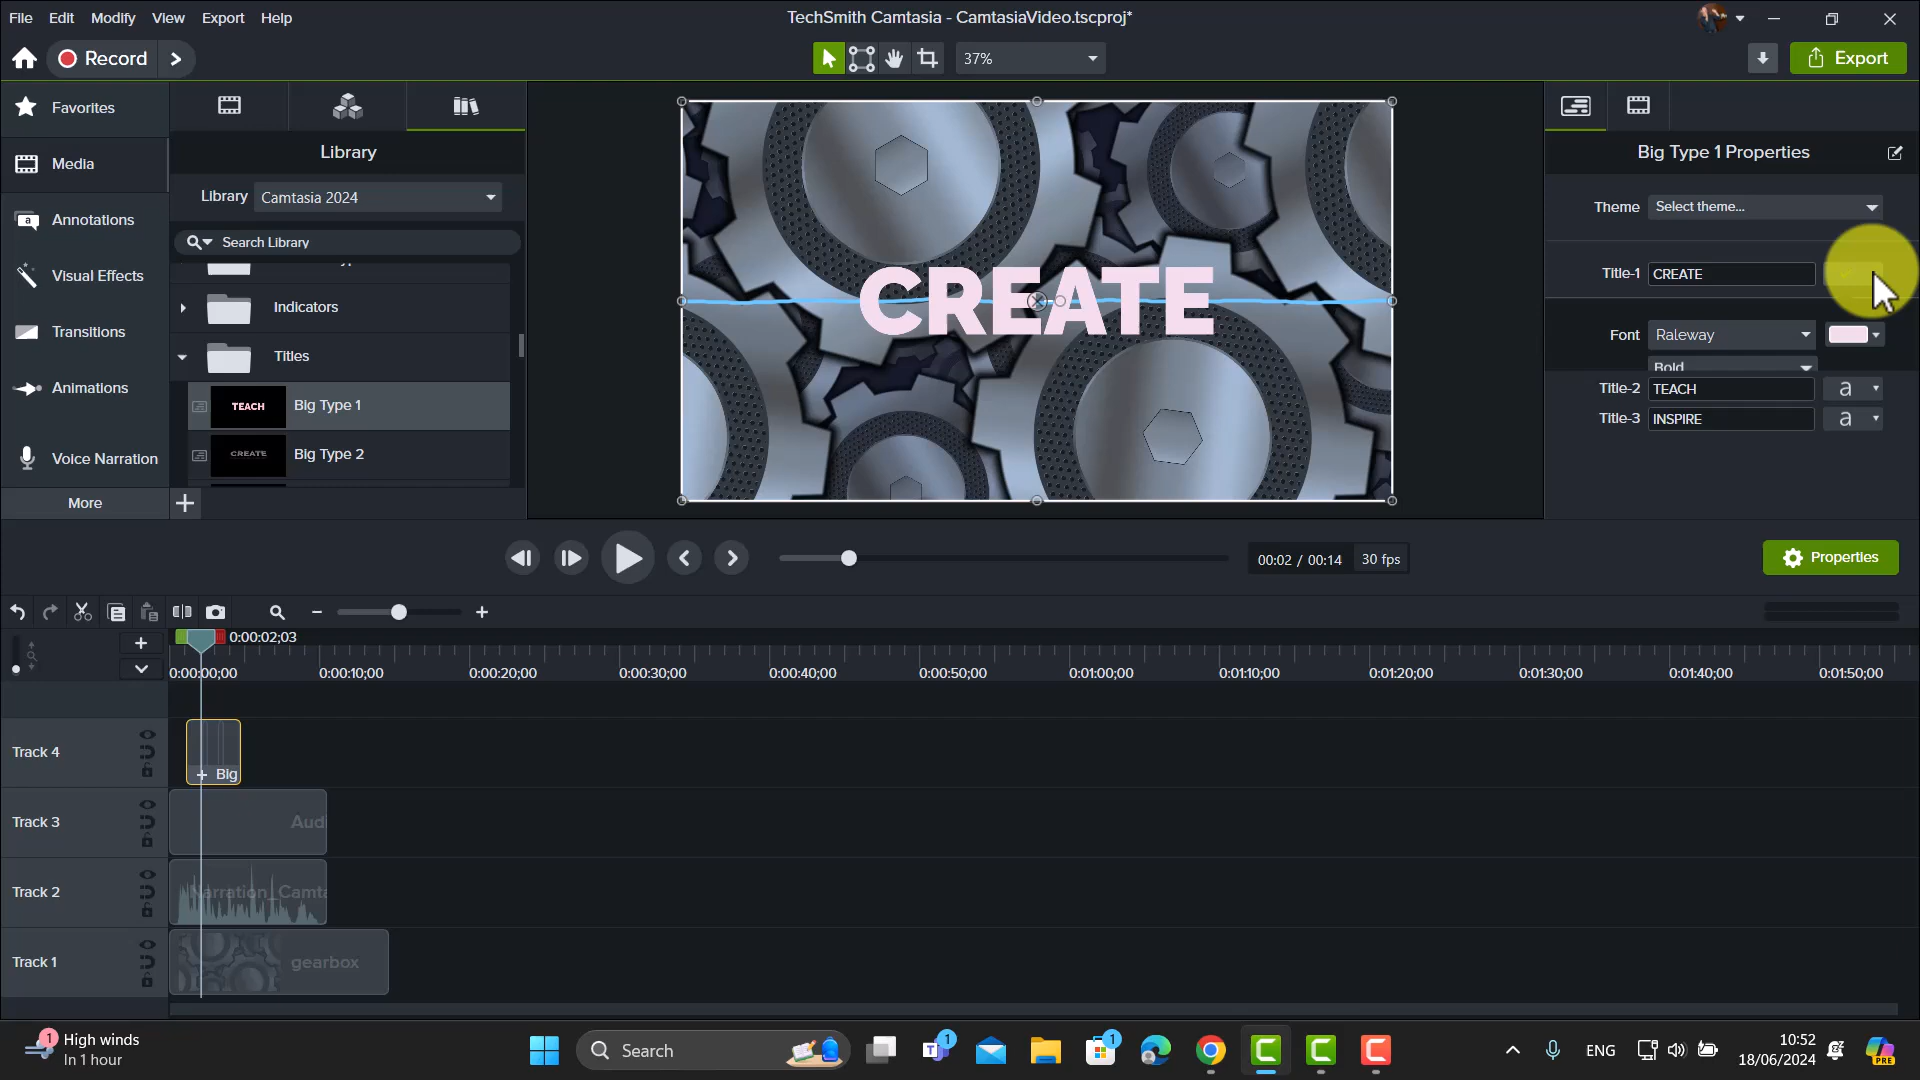 File Edit Modify View Export Help
TechSmith Camtasia - CamtasiaVideo.tscproj*
Record
37%
Export
Favorites
Media
Annotations
Visual Effects
Transitions
Animations
Voice Narration
More
Library
Library Camtasia 2024
Search Library
Indicators
Titles
TEACH Big Type 1
CREATE Big Type 2
CREATE
Big Type 1 Properties
Theme Select theme...
Title-1 CREATE
Font Raleway
Bold
Title-2 TEACH a
Title-3 INSPIRE a
00:02 / 00:14 30 fps
Properties
0:00:02;03
0:00:00;00 0:00:10;00 0:00:20;00 0:00:30;00 0:00:40;00 0:00:50;00 0:01:00;00 0:01:10;00 0:01:20;00 0:01:30;00 0:01:40;00 0:01:50;00
Track 4
+ Big
Track 3
Audi
Track 2
Narration_Camta
Track 1
gearbox
1 High winds
In 1 hour
Search
1
1
ENG
10:52
18/06/2024
PRE